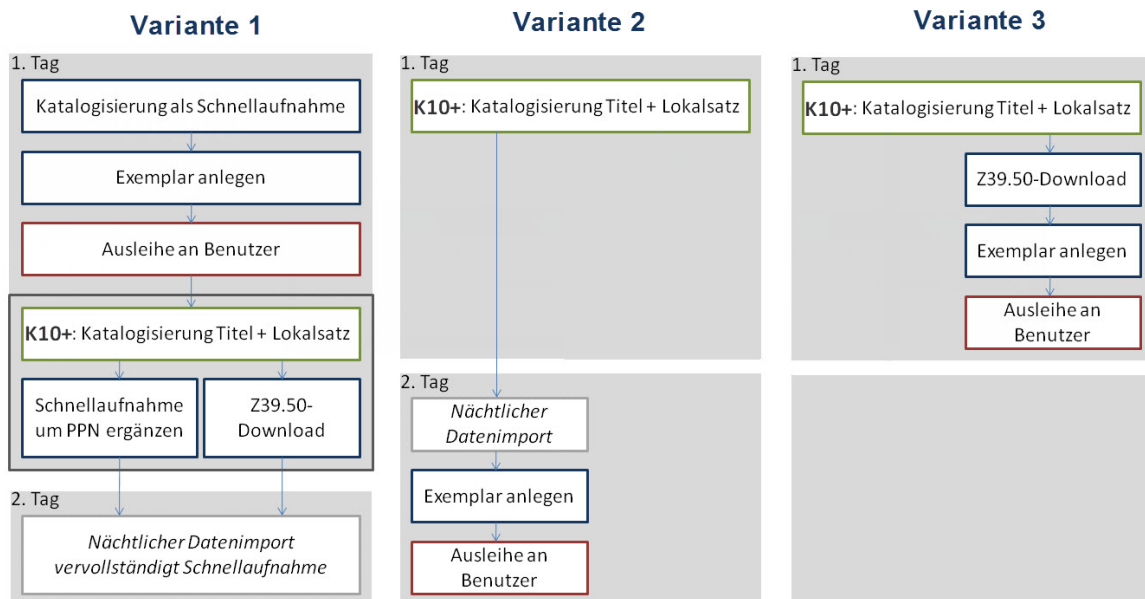 Variante 1
1. Tag
Katalogisierung als Schnellaufnahme
Exemplar anlegen
Ausleihe an Benutzer
K10+: Katalogisierung Titel + Lokalsatz
Schnellaufnahme
um PPN ergänzen
Z39.50-
Download
2. Tag
Nächtlicher Datenimport
vervollständigt Schnellaufnahme
Variante 2
1. Tag
K10+: Katalogisierung Titel + Lokalsatz
2. Tag
Nächtlicher
Datenimport
Exemplar anlegen
Ausleihe an
Benutzer
Variante 3
1. Tag
K10+: Katalogisierung Titel + Lokalsatz
Z39.50-Download
Exemplar anlegen
Ausleihe an
Benutzer